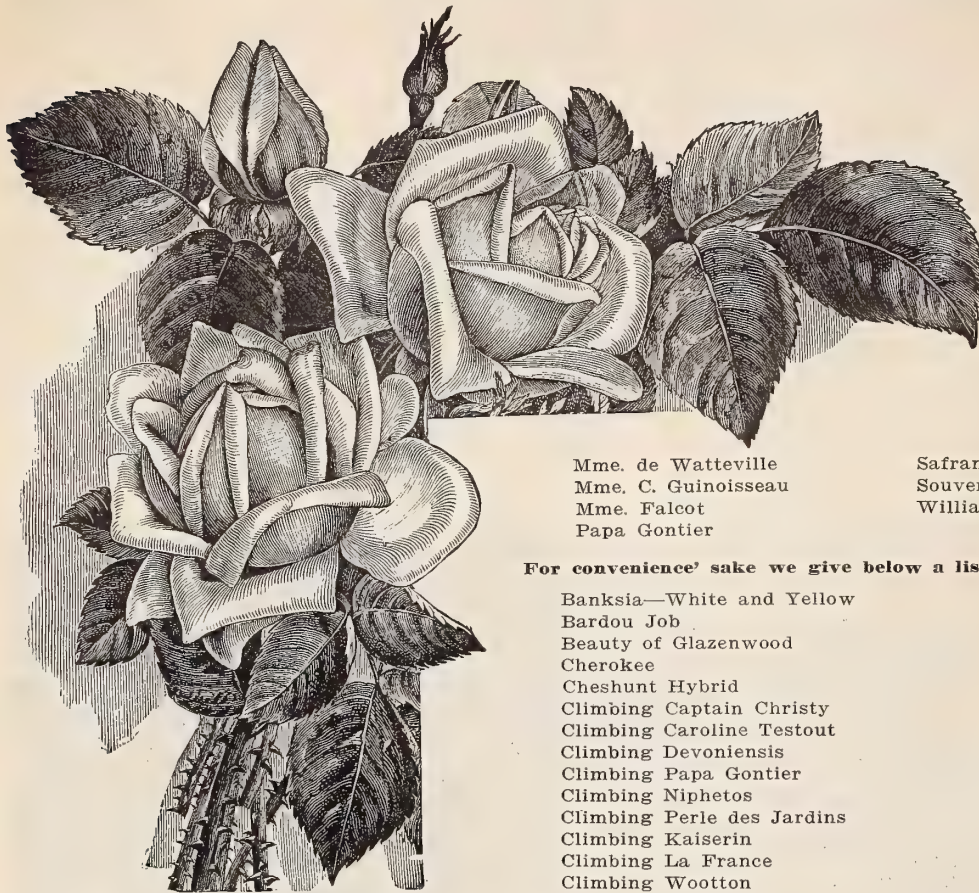 Mme. de Watteville
Mme. C. Guinoisseau
Mme. Falcot
Papa Gontier
For convenience' sake we give below a
Banksia—White and Yellow
Bardou Job
Beauty of Glazenwood
Cherokee
Cheshunt Hybrid
Climbing Captain Christy
Climbing Caroline Testout
Climbing Devoniensis
Climbing Papa Gontier
Climbing Niphetos
Climbing Perle des Jardins
Climbing Kaiserin
Climbing La France
Climbing Wootton